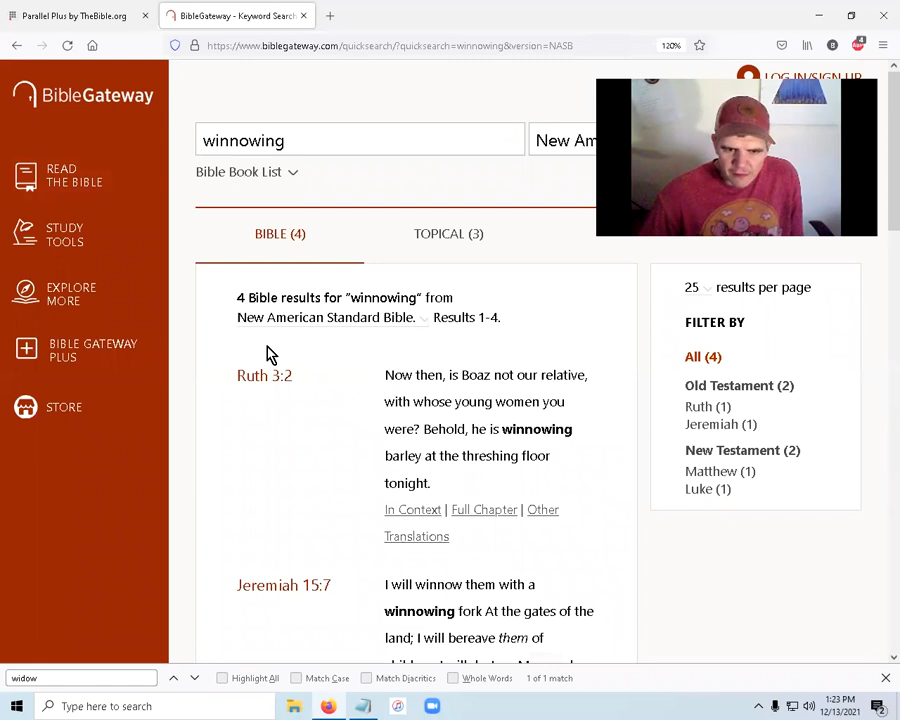 Parallel Plus by TheBible.org
BibleGateway - Keyword Search
https://www.biblegateway.com/quicksearch/?quicksearch=winnowing&version=NASB
120%
4
BibleGateway
LOG IN/SIGN UP
READ
THE BIBLE
STUDY
TOOLS
EXPLORE
MORE
BIBLE GATEWAY
PLUS
STORE
winnowing
New Am
Bible Book List
BIBLE (4)
TOPICAL (3)
4 Bible results for "winnowing" from
New American Standard Bible. Results 1-4.
Ruth 3:2
Now then, is Boaz not our relative,
with whose young women you
were? Behold, he is winnowing
barley at the threshing floor
tonight.
In Context | Full Chapter | Other
Translations
Jeremiah 15:7
I will winnow them with a
winnowing fork At the gates of the
land; I will bereave them of
25 results per page
FILTER BY
All (4)
Old Testament (2)
Ruth (1)
Jeremiah (1)
New Testament (2)
Matthew (1)
Luke (1)
widow
Highlight All
Match Case
Match Diacritics
Whole Words
1 of 1 match
Type here to search
1:23 PM
12/13/2021
2